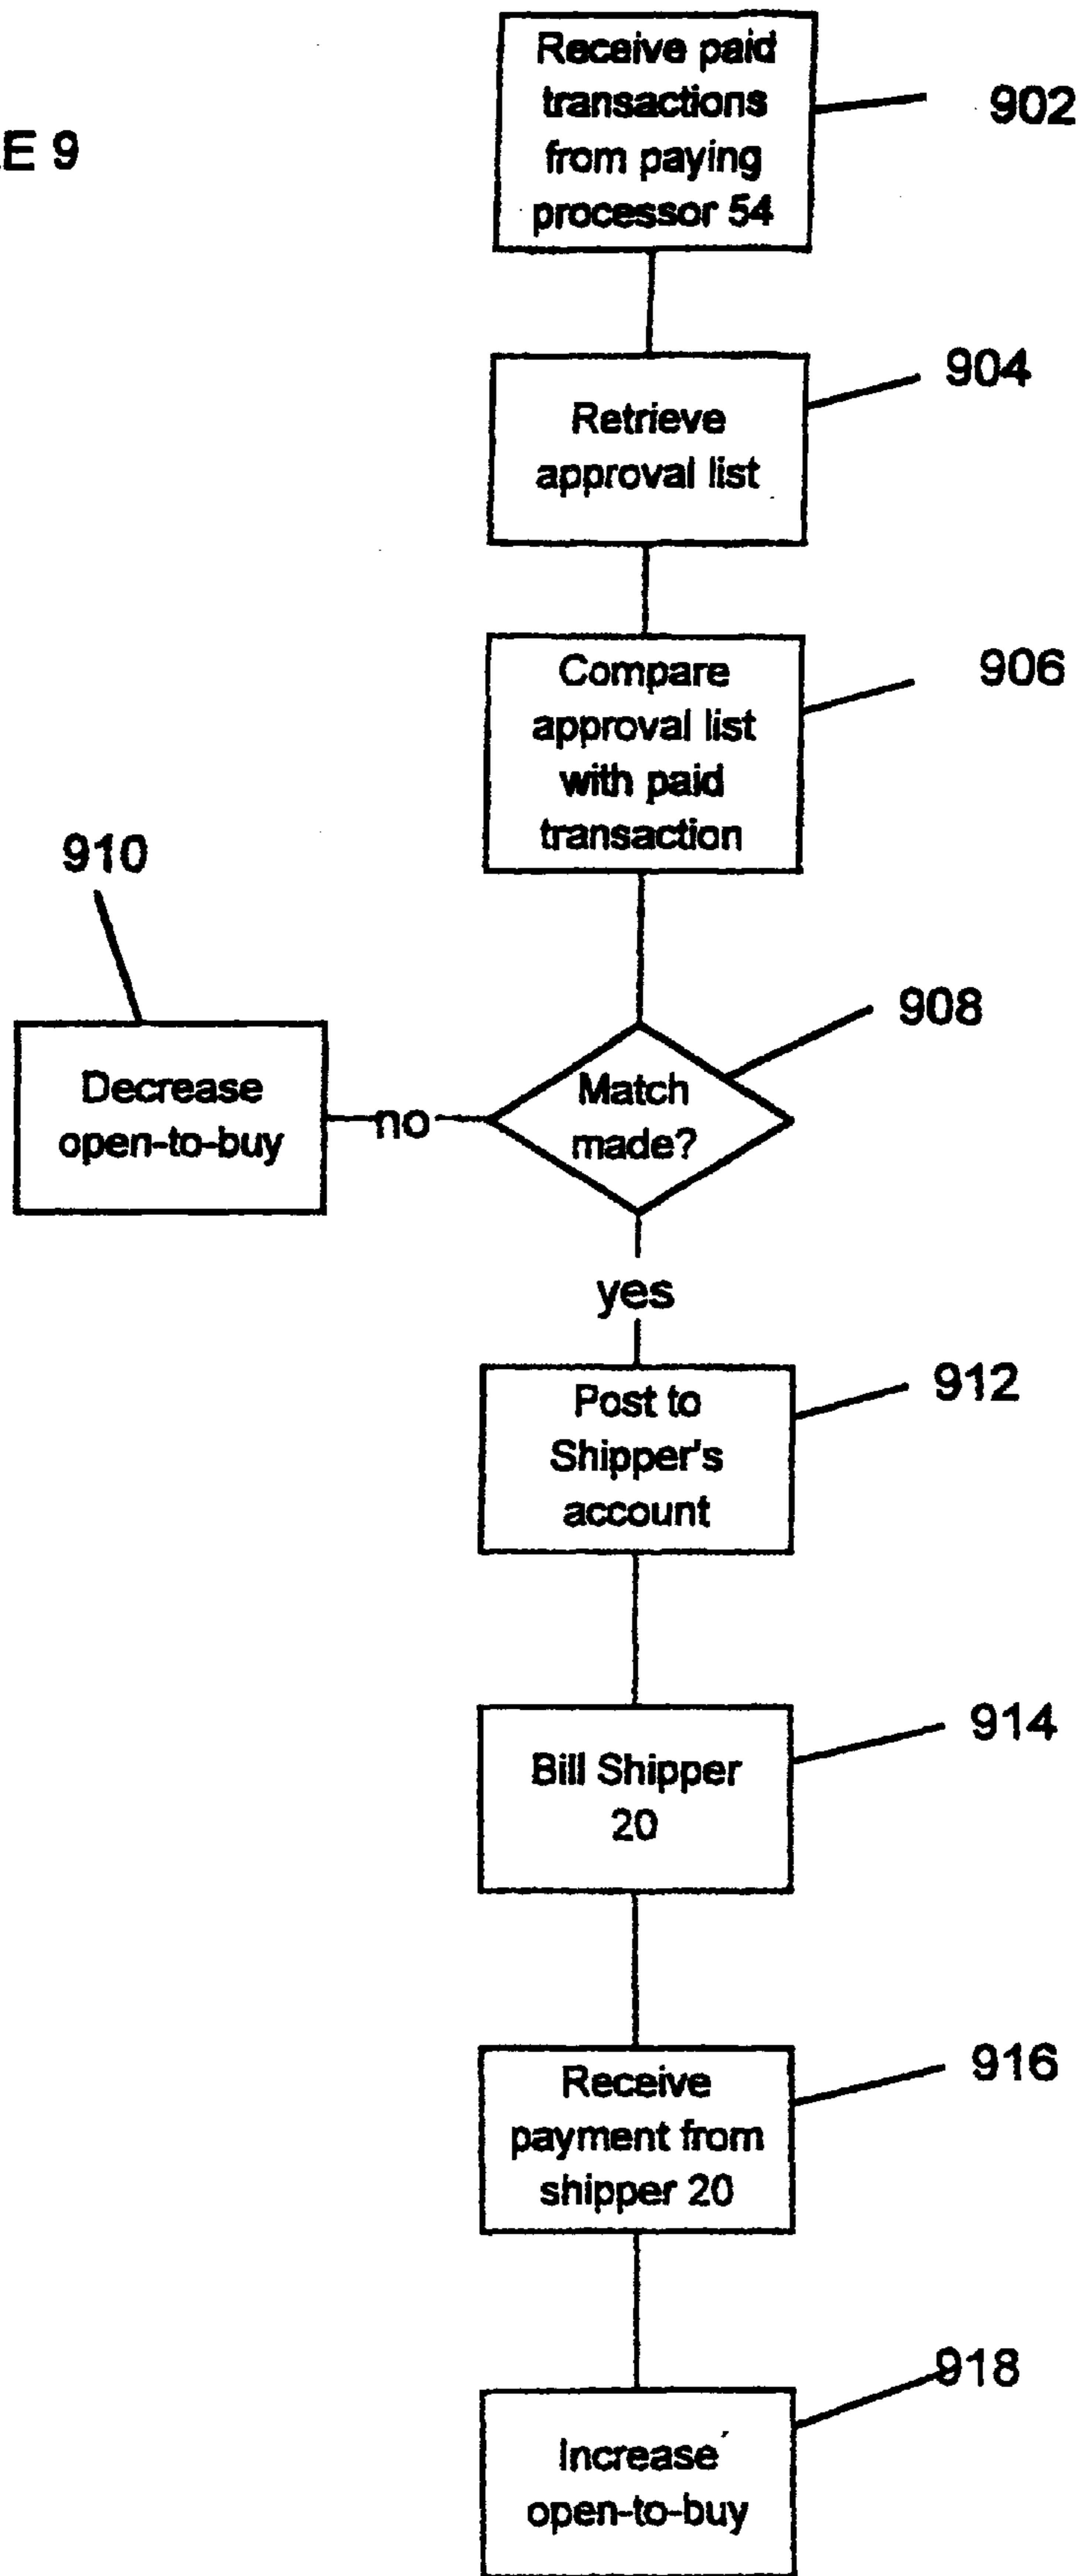 Receive paid
transactions
from paying
processor 54
902
E 9
Retrieve
approval list
904
Compare
approval list
with paid
transaction
906
910
Decrease
open-to-buy
no
Match
made?
908
yes
Post to
Shipper's
account
912
Bill Shipper
20
914
Receive
payment from
shipper 20
916
Increase
open-to-buy
918